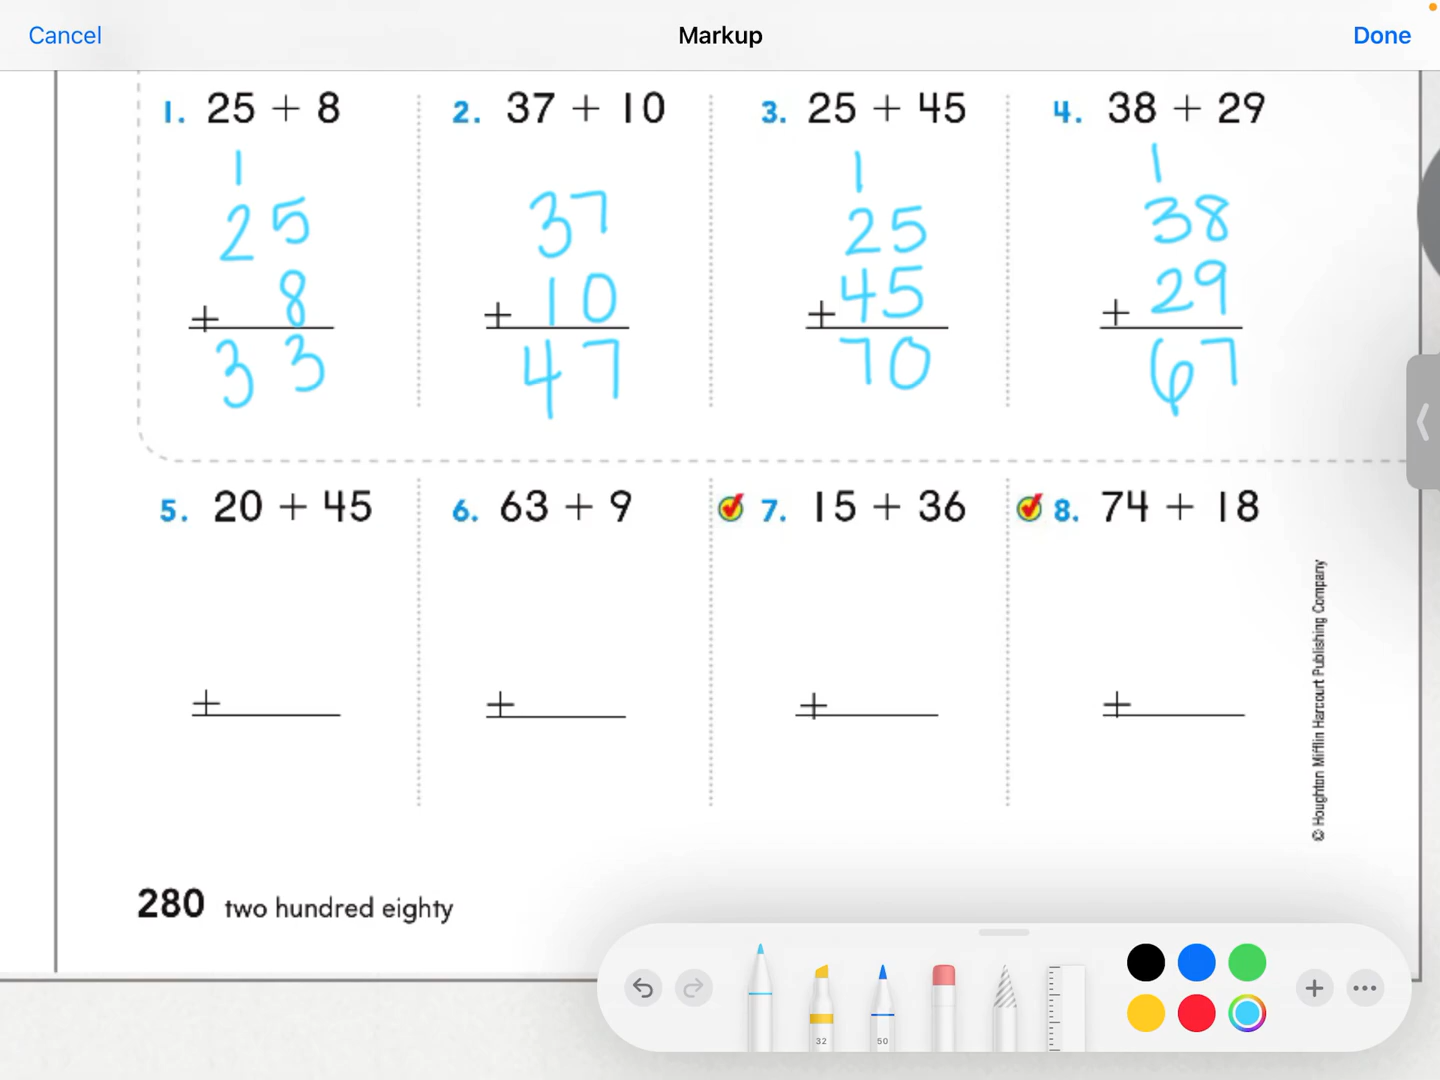 Cancel Markup Done
1. 25 + 8 2. 37 + 10 3. 25 + 45 4. 38 + 29
1 1 1
25 37 25 38
+ 8 + 10 + 45 + 29
33 47 70 67
5. 20 + 45 6. 63 + 9 7. 15 + 36 8. 74 + 18
+ + + +
© Houghton Mifflin Harcourt Publishing Company
280 two hundred eighty
32 50